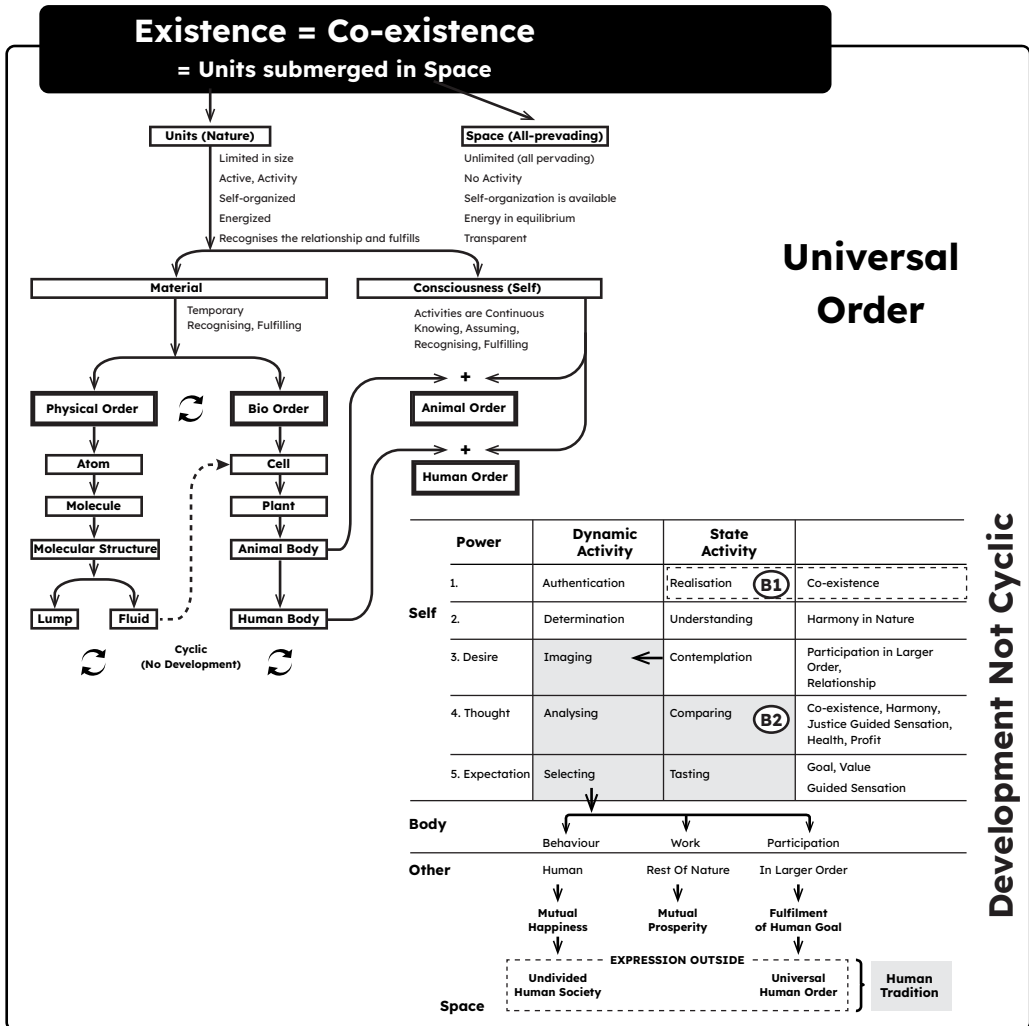 Existence = Co-existence
= Units submerged in Space
Units (Nature)
Limited in size
Active, Activity
Self-organized
Energized
Recognises the relationship and fulfills
Space (All-prevading)
Unlimited (all pervading)
No Activity
Self-organization is available
Energy in equilibrium
Transparent
Universal
Order
Material
Temporary
Recognising, Fulfilling
Consciousness (Self)
Activities are Continuous
Knowing, Assuming,
Recognising, Fulfilling
Physical Order
Bio Order
+
Animal Order
+
Human Order
Atom
Cell
Molecule
Plant
Molecular Structure
Animal Body
Lump
Fluid
Human Body
Cyclic
(No Development)
Power
Dynamic
Activity
State
Activity
Self
1.
Authentication
Realisation
B1
Co-existence
2.
Determination
Understanding
Harmony in Nature
3. Desire
Imaging
Contemplation
Participation in Larger
Order,
Relationship
4. Thought
Analysing
Comparing
B2
Co-existence, Harmony,
Justice Guided Sensation,
Health, Profit
5. Expectation
Selecting
Tasting
Goal, Value
Guided Sensation
Body
Behaviour
Work
Participation
Other
Human
Rest Of Nature
In Larger Order
Mutual
Happiness
Mutual
Prosperity
Fulfilment
of Human Goal
EXPRESSION OUTSIDE
Undivided
Human Society
Universal
Human Order
Human
Tradition
Space
Development Not Cyclic